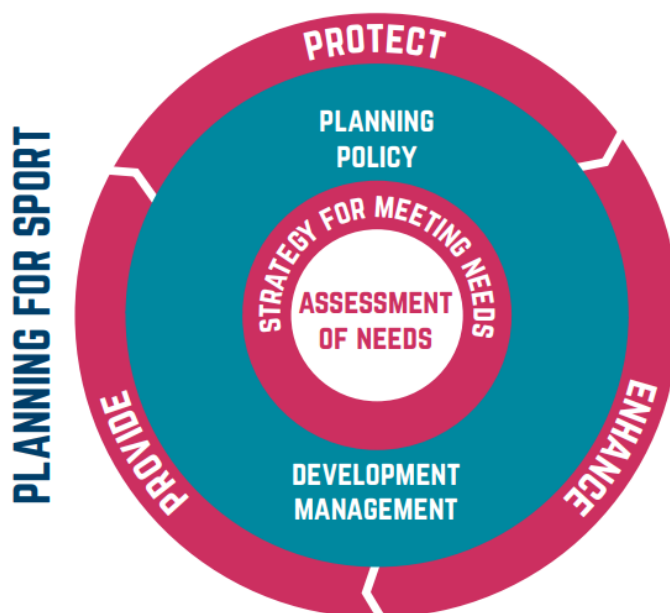 PLANNING FOR SPORT
PROTECT
PLANNING
POLICY
STRATEGY FOR MEETING NEEDS
ASSESSMENT
OF NEEDS
DEVELOPMENT
MANAGEMENT
PROVIDE
ENHANCE